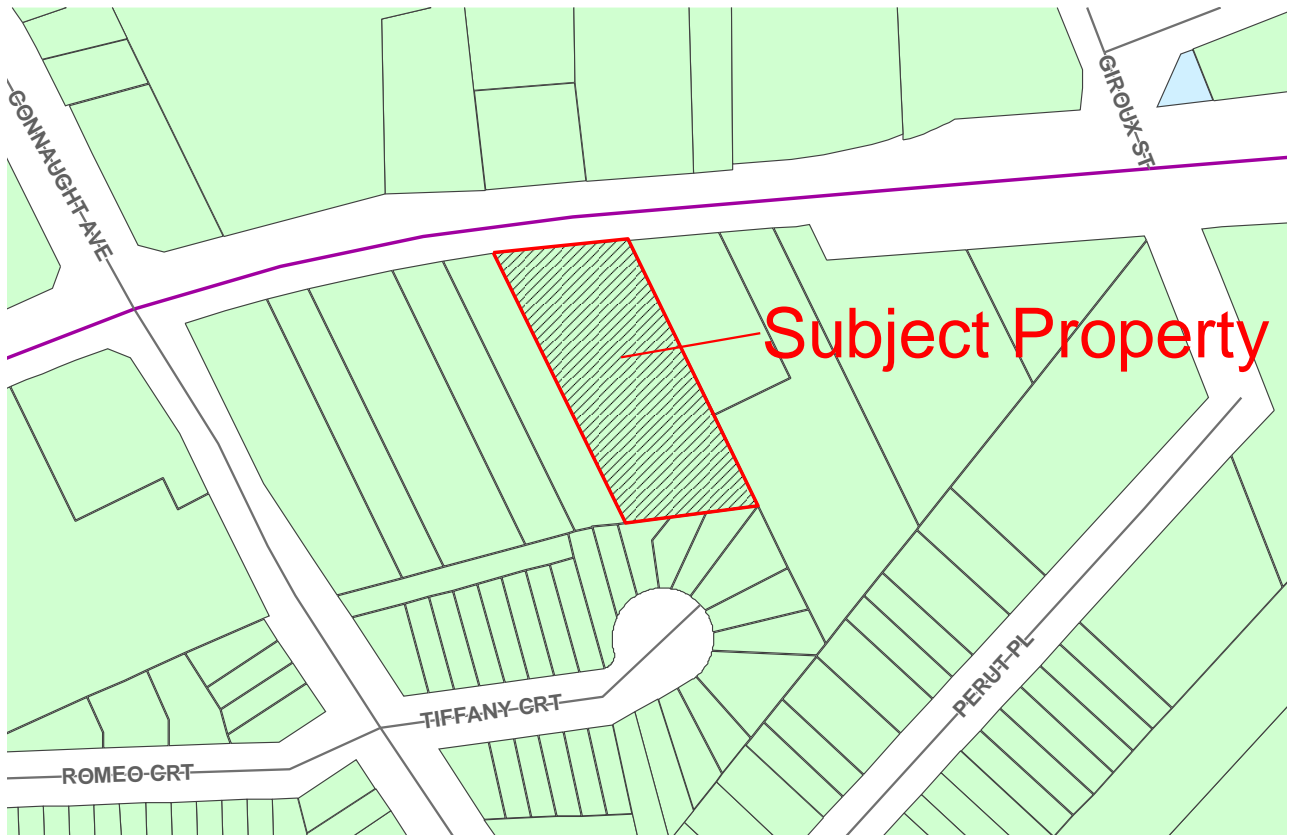 GIROUX ST
CONNAUGHT AVE
Subject Property
PERUT PL
TIFFANY CRT
ROMEO CRT